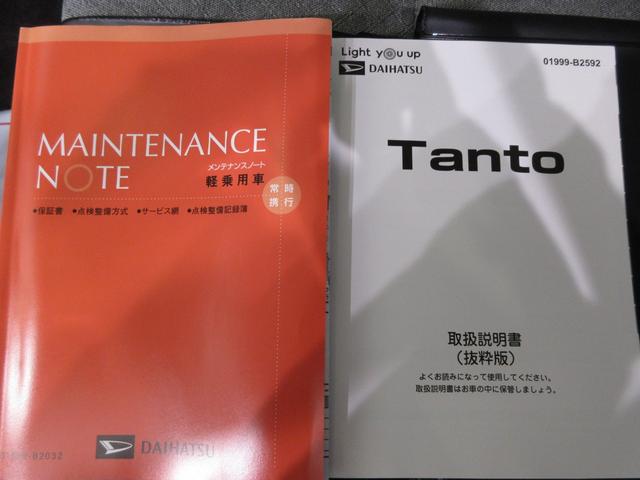 MAINTENANCE
NOTE
メンテナンスノート
軽乗用車
常時
携行
•保証書 •点検整備方式 •サービス網 •点検整備記録簿
DAIHATSU
Light you up
DAIHATSU
01999-B2592
Tanto
取扱説明書
(抜粋版)
よくお読みになって使用してください。
取扱説明書はお車の中に保管しましょう。